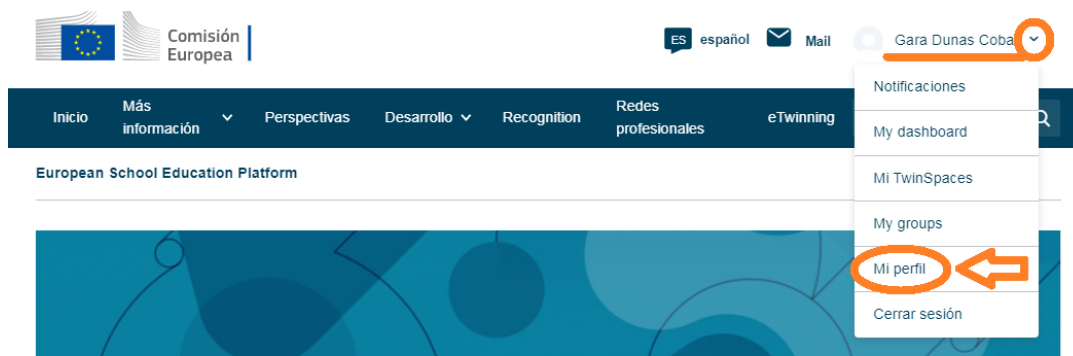 Comisión
Europea
ES español Mail Gara Dunas Coba
Notificaciones
My dashboard
Mi TwinSpaces
My groups
Mi perfil
Cerrar sesión
Inicio
Más
información
Perspectivas
Desarrollo
Recognition
Redes
profesionales
eTwinning
European School Education Platform